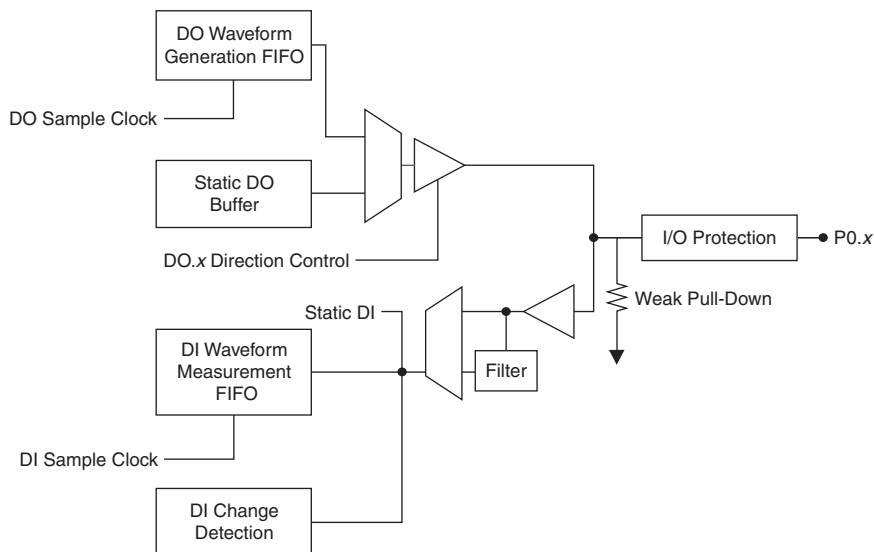 DO Waveform
Generation FIFO
DO Sample Clock
Static DO
Buffer
DO.x Direction Control
I/O Protection
P0.x
Weak Pull-Down
Static DI
DI Waveform
Measurement
FIFO
Filter
DI Sample Clock
DI Change
Detection